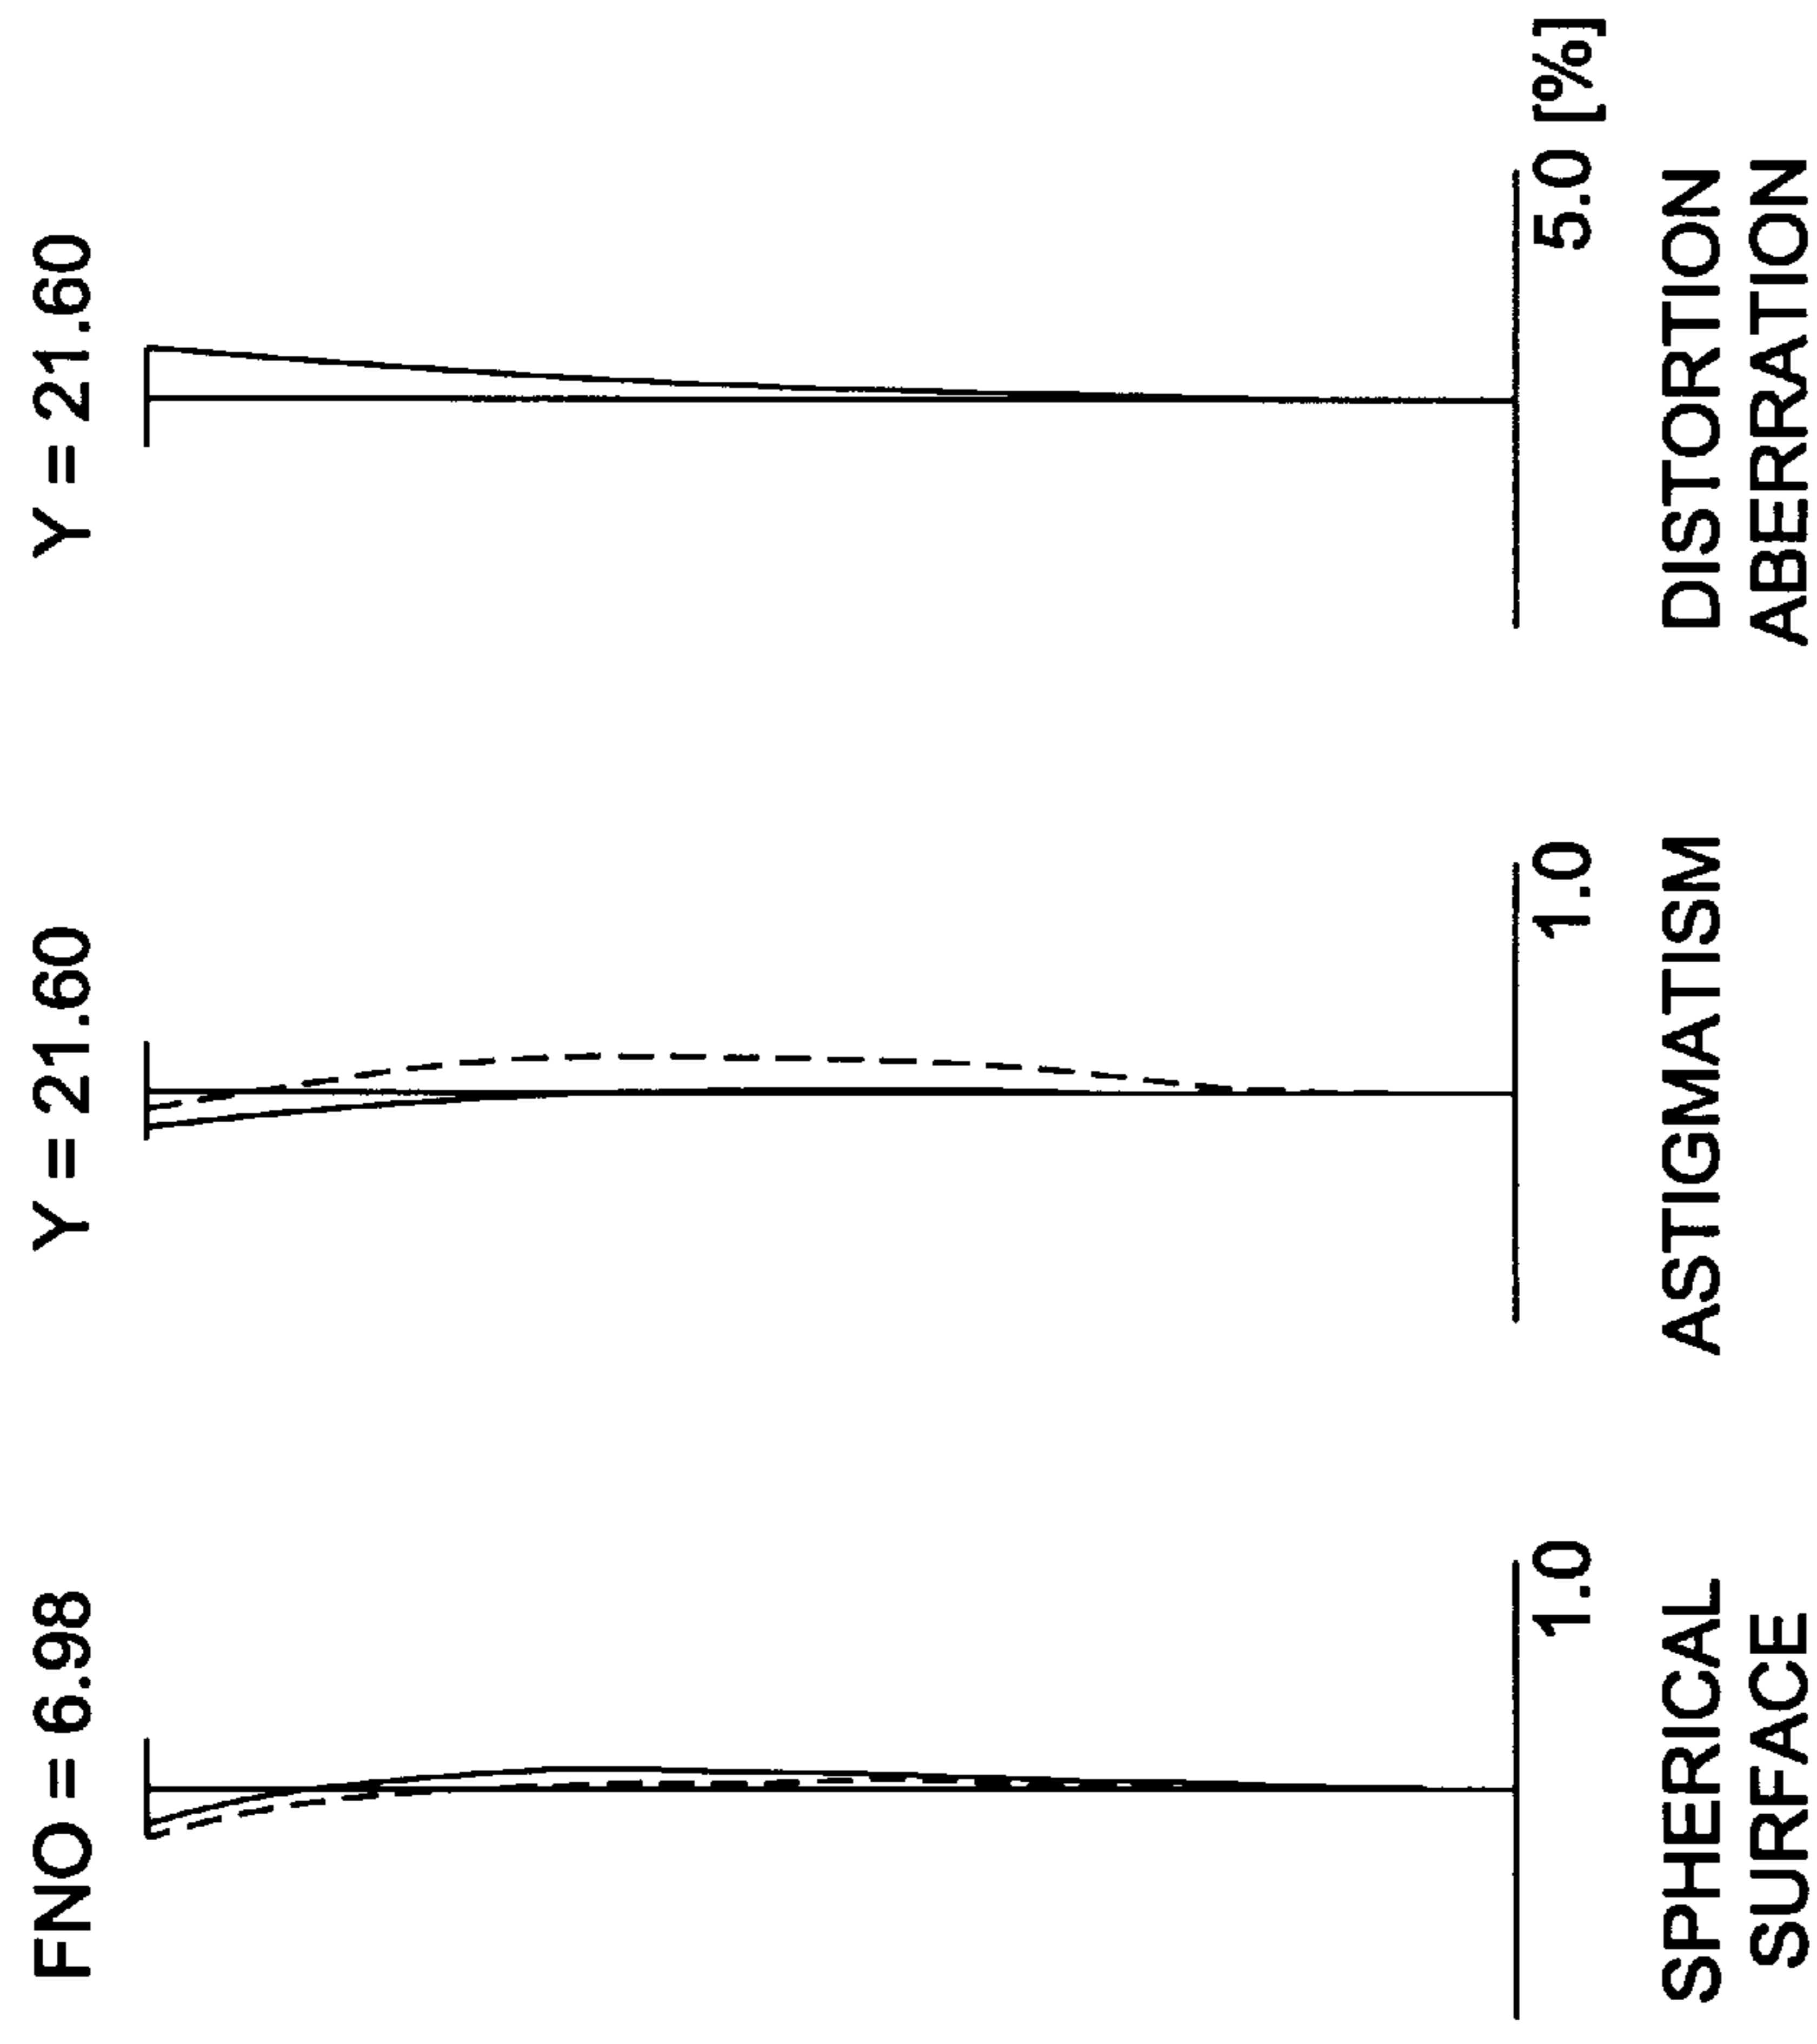 FNO = 6.98
1.0
SPHERICAL
SURFACE
Y = 21.60
1.0
ASTIGMATISM
Y = 21.60
5.0 [%]
DISTORTION
ABERRATION